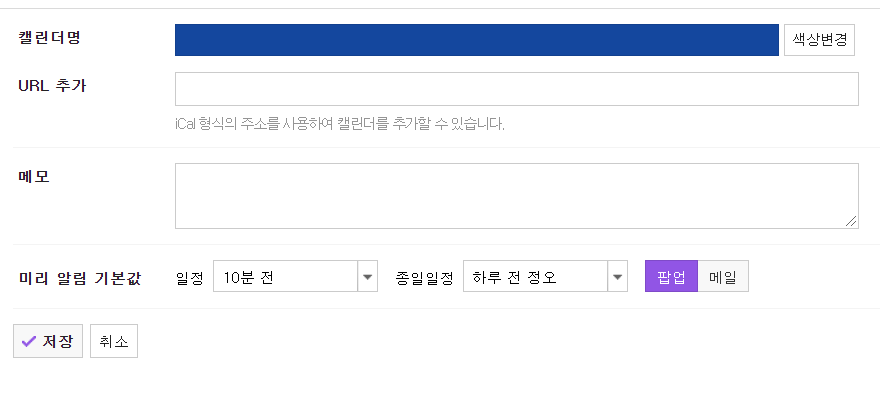 캘린더명 색상변경
URL 추가
iCal 형식의 주소를 사용하여 캘린더를 추가할 수 있습니다.
메모
미리 알림 기본값 일정 10분 전 종일일정 하루 전 정오 팝업 메일
저장 취소